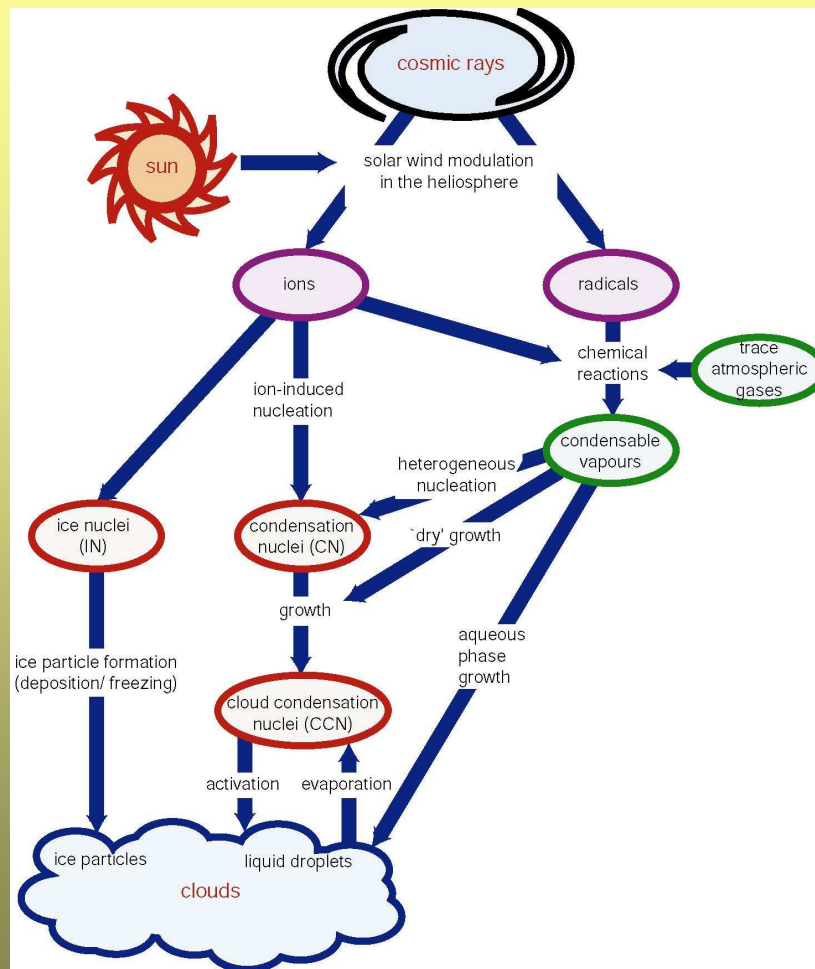 cosmic rays
sun
solar wind modulation
in the heliosphere
ions
radicals
chemical
reactions
trace
atmospheric
gases
ion-induced
nucleation
condensable
vapours
heterogeneous
nucleation
ice nuclei
(IN)
condensation
nuclei (CN)
`dry' growth
growth
aqueous
phase
growth
ice particle formation
(deposition/ freezing)
cloud condensation
nuclei (CCN)
activation
evaporation
ice particles
liquid droplets
clouds